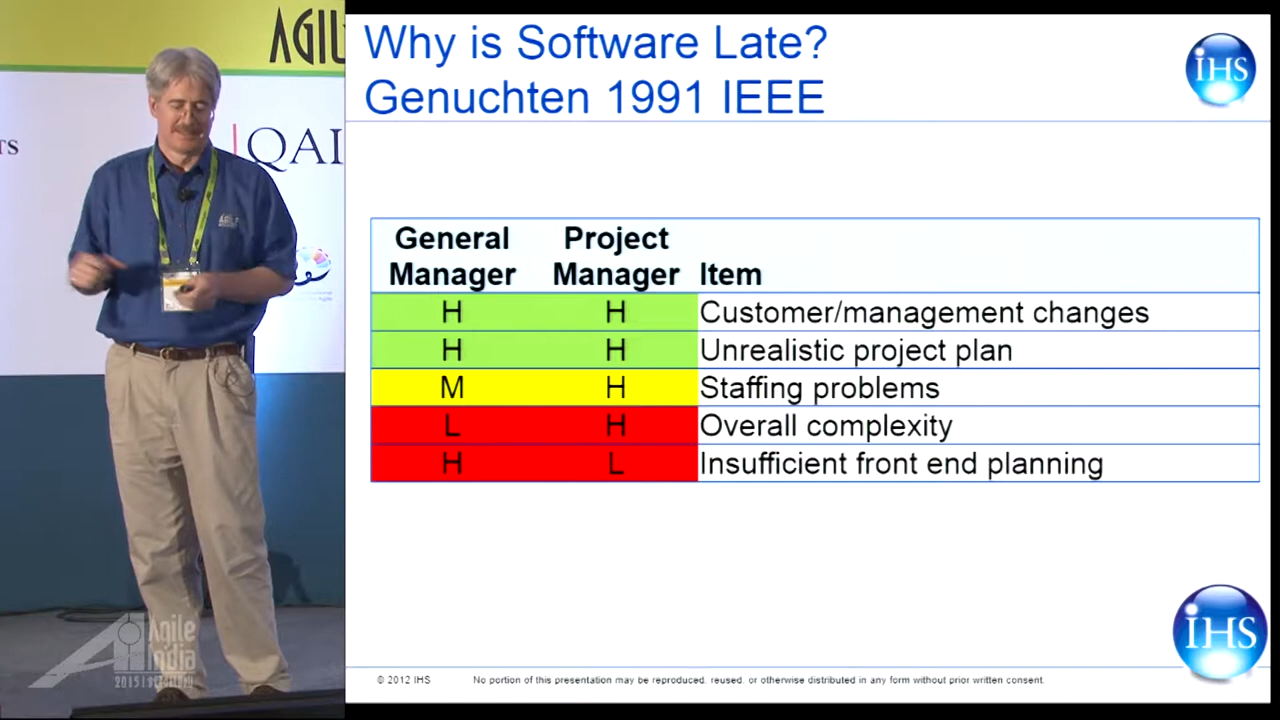 AGIL
TS
QAI
Agile
India
Why is Software Late?
Genuchten 1991 IEEE
IHS
General Manager
Project Manager
Item
H H Customer/management changes
H H Unrealistic project plan
M H Staffing problems
L H Overall complexity
H L Insufficient front end planning
IHS
© 2012 IHS No portion of this presentation may be reproduced, reused, or otherwise distributed in any form without prior written consent.